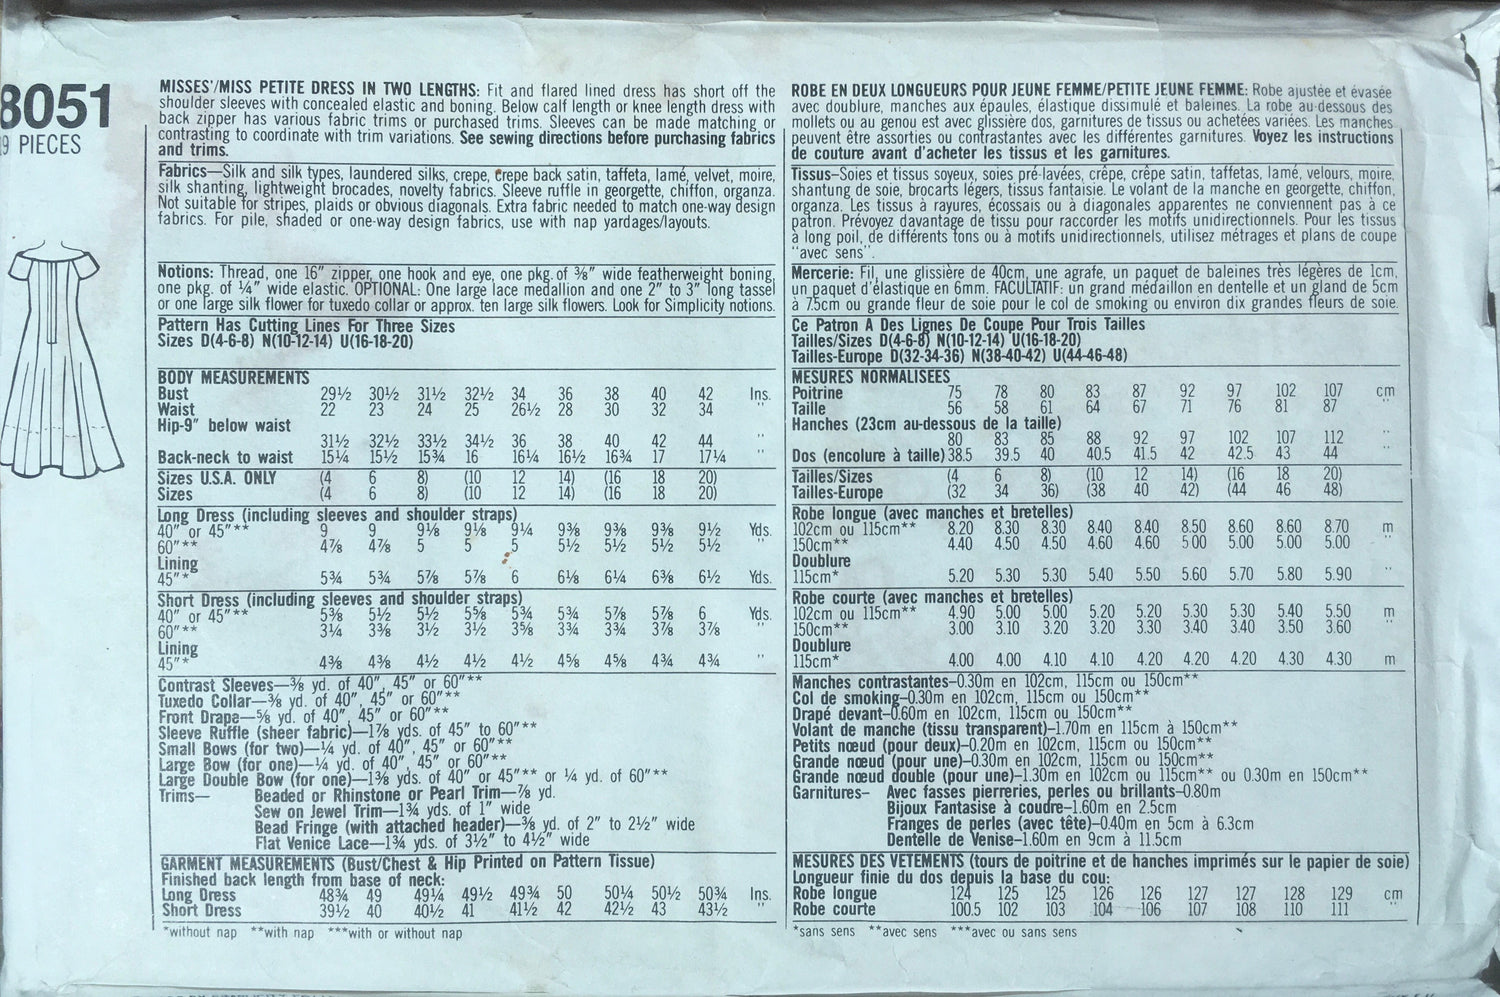 8051
9 PIECES
MISSES'/MISS PETITE DRESS IN TWO LENGTHS: Fit and flared lined dress has short off the
shoulder sleeves with concealed elastic and boning. Below calf length or knee length dress with
back zipper has various fabric trims or purchased trims. Sleeves can be made matching or
contrasting to coordinate with trim variations. See sewing directions before purchasing fabrics
and trims.
Fabrics—Silk and silk types, laundered silks, crepe, crepe back satin, taffeta, lamé, velvet, moire,
silk shanting, lightweight brocades, novelty fabrics. Sleeve ruffle in georgette, chiffon, organza.
Not suitable for stripes, plaids or obvious diagonals. Extra fabric needed to match one-way design
fabrics. For pile, shaded or one-way design fabrics, use with nap yardages/layouts.
Notions: Thread, one 16" zipper, one hook and eye, one pkg. of ⅜" wide featherweight boning,
one pkg. of ¼" wide elastic. OPTIONAL: One large lace medallion and one 2" to 3" long tassel
or one large silk flower for tuxedo collar or approx. ten large silk flowers. Look for Simplicity notions.
Pattern Has Cutting Lines For Three Sizes
Sizes D(4-6-8) N(10-12-14) U(16-18-20)
BODY MEASUREMENTS
Bust 29½ 30½ 31½ 32½ 34 36 38 40 42 Ins.
Waist 22 23 24 25 26½ 28 30 32 34 "
Hip-9" below waist
31½ 32½ 33½ 34½ 36 38 40 42 44 "
Back-neck to waist 15¼ 15½ 15¾ 16 16¼ 16½ 16¾ 17 17¼ "
Sizes U.S.A. ONLY (4 6 8) (10 12 14) (16 18 20)
Sizes (4 6 8) (10 12 14) (16 18 20)
Long Dress (including sleeves and shoulder straps)
40" or 45"** 9 9 9⅛ 9⅛ 9¼ 9⅜ 9⅜ 9⅜ 9½ Yds.
60"** 4⅞ 4⅞ 5 5 5 5½ 5½ 5½ 5½ "
Lining
45"* 5¾ 5¾ 5⅞ 5⅞ 6 6⅛ 6¼ 6⅜ 6½ Yds.
Short Dress (including sleeves and shoulder straps)
40" or 45"** 5⅜ 5½ 5½ 5⅝ 5¾ 5¾ 5⅞ 5⅞ 6 Yds.
60"** 3¼ 3⅜ 3½ 3½ 3⅝ 3¾ 3¾ 3⅞ 3⅞ "
Lining
45"* 4⅜ 4⅜ 4½ 4½ 4½ 4⅝ 4⅝ 4¾ 4¾ "
Contrast Sleeves—⅜ yd. of 40", 45" or 60"**
Tuxedo Collar—⅜ yd. of 40", 45" or 60"**
Front Drape—⅝ yd. of 40", 45" or 60"**
Sleeve Ruffle (sheer fabric)—1⅞ yds. of 45" to 60"**
Small Bows (for two)—¼ yd. of 40", 45" or 60"**
Large Bow (for one)—¼ yd. of 40", 45" or 60"**
Large Double Bow (for one)—1⅜ yds. of 40" or 45"** or ¼ yd. of 60"**
Trims— Beaded or Rhinstone or Pearl Trim—⅞ yd.
Sew on Jewel Trim—1¾ yds. of 1" wide
Bead Fringe (with attached header)—⅜ yd. of 2" to 2½" wide
Flat Venice Lace—1¾ yds. of 3½" to 4½" wide
GARMENT MEASUREMENTS (Bust/Chest & Hip Printed on Pattern Tissue)
Finished back length from base of neck:
Long Dress 48¾ 49 49¼ 49½ 49¾ 50 50¼ 50½ 50¾ Ins.
Short Dress 39½ 40 40½ 41 41½ 42 42½ 43 43½ "
*without nap **with nap ***with or without nap
ROBE EN DEUX LONGUEURS POUR JEUNE FEMME/PETITE JEUNE FEMME: Robe ajustée et évasée
avec doublure, manches aux épaules, élastique dissimulé et baleines. La robe au-dessous des
mollets ou au genou est avec glissière dos, garnitures de tissus ou achetées variées. Les manches
peuvent être assorties ou contrastantes avec les différentes garnitures. Voyez les instructions
de couture avant d'acheter les tissus et les garnitures.
Tissus—Soies et tissus soyeux, soies pré-lavées, crêpe, crêpe satin, taffetas, lamé, velours, moire,
shantung de soie, brocarts légers, tissus fantaisie. Le volant de la manche en georgette, chiffon,
organza. Les tissus à rayures, écossais ou à diagonales apparentes ne conviennent pas à ce
patron. Prévoyez davantage de tissu pour raccorder les motifs unidirectionnels. Pour les tissus
à long poil, de différents tons ou à motifs unidirectionnels, utilisez métrages et plans de coupe
"avec sens".
Mercerie: Fil, une glissière de 40cm, une agrafe, un paquet de baleines très légères de 1cm,
un paquet d'élastique en 6mm. FACULTATIF: un grand médaillon en dentelle et un gland de 5cm
à 7.5cm ou grande fleur de soie pour le col de smoking ou environ dix grandes fleurs de soie.
Ce Patron A Des Lignes De Coupe Pour Trois Tailles
Tailles/Sizes D(4-6-8) N(10-12-14) U(16-18-20)
Tailles-Europe D(32-34-36) N(38-40-42) U(44-46-48)
MESURES NORMALISEES
Poitrine 75 78 80 83 87 92 97 102 107 cm
Taille 56 58 61 64 67 71 76 81 87 "
Hanches (23cm au-dessous de la taille)
80 83 85 88 92 97 102 107 112 "
Dos (encolure à taille) 38.5 39.5 40 40.5 41.5 42 42.5 43 44 "
Tailles/Sizes (4 6 8) (10 12 14) (16 18 20)
Tailles-Europe (32 34 36) (38 40 42) (44 46 48)
Robe longue (avec manches et bretelles)
102cm ou 115cm** 8.20 8.30 8.30 8.40 8.40 8.50 8.60 8.60 8.70 m
150cm** 4.40 4.50 4.50 4.60 4.60 5.00 5.00 5.00 5.00 "
Doublure
115cm* 5.20 5.30 5.30 5.40 5.50 5.60 5.70 5.80 5.90 "
Robe courte (avec manches et bretelles)
102cm ou 115cm** 4.90 5.00 5.00 5.20 5.20 5.30 5.30 5.40 5.50 m
150cm** 3.00 3.10 3.20 3.20 3.30 3.40 3.40 3.50 3.60 "
Doublure
115cm* 4.00 4.00 4.10 4.10 4.20 4.20 4.20 4.30 4.30 m
Manches contrastantes—0.30m en 102cm, 115cm ou 150cm**
Col de smoking—0.30m en 102cm, 115cm ou 150cm**
Drapé devant—0.60m en 102cm, 115cm ou 150cm**
Volant de manche (tissu transparent)—1.70m en 115cm à 150cm**
Petits nœud (pour deux)—0.20m en 102cm, 115cm ou 150cm**
Grande nœud (pour une)—0.30m en 102cm, 115cm ou 150cm**
Grande nœud double (pour une)—1.30m en 102cm ou 115cm** ou 0.30m en 150cm**
Garnitures— Avec fasses pierreries, perles ou brillants—0.80m
Bijoux Fantasise à coudre—1.60m en 2.5cm
Franges de perles (avec tête)—0.40m en 5cm à 6.3cm
Dentelle de Venise—1.60m en 9cm à 11.5cm
MESURES DES VETEMENTS (tours de poitrine et de hanches imprimés sur le papier de soie)
Longueur finie du dos depuis la base du cou:
Robe longue 124 125 125 126 126 127 127 128 129 cm
Robe courte 100.5 102 103 104 106 107 108 110 111 "
*sans sens **avec sens ***avec ou sans sens